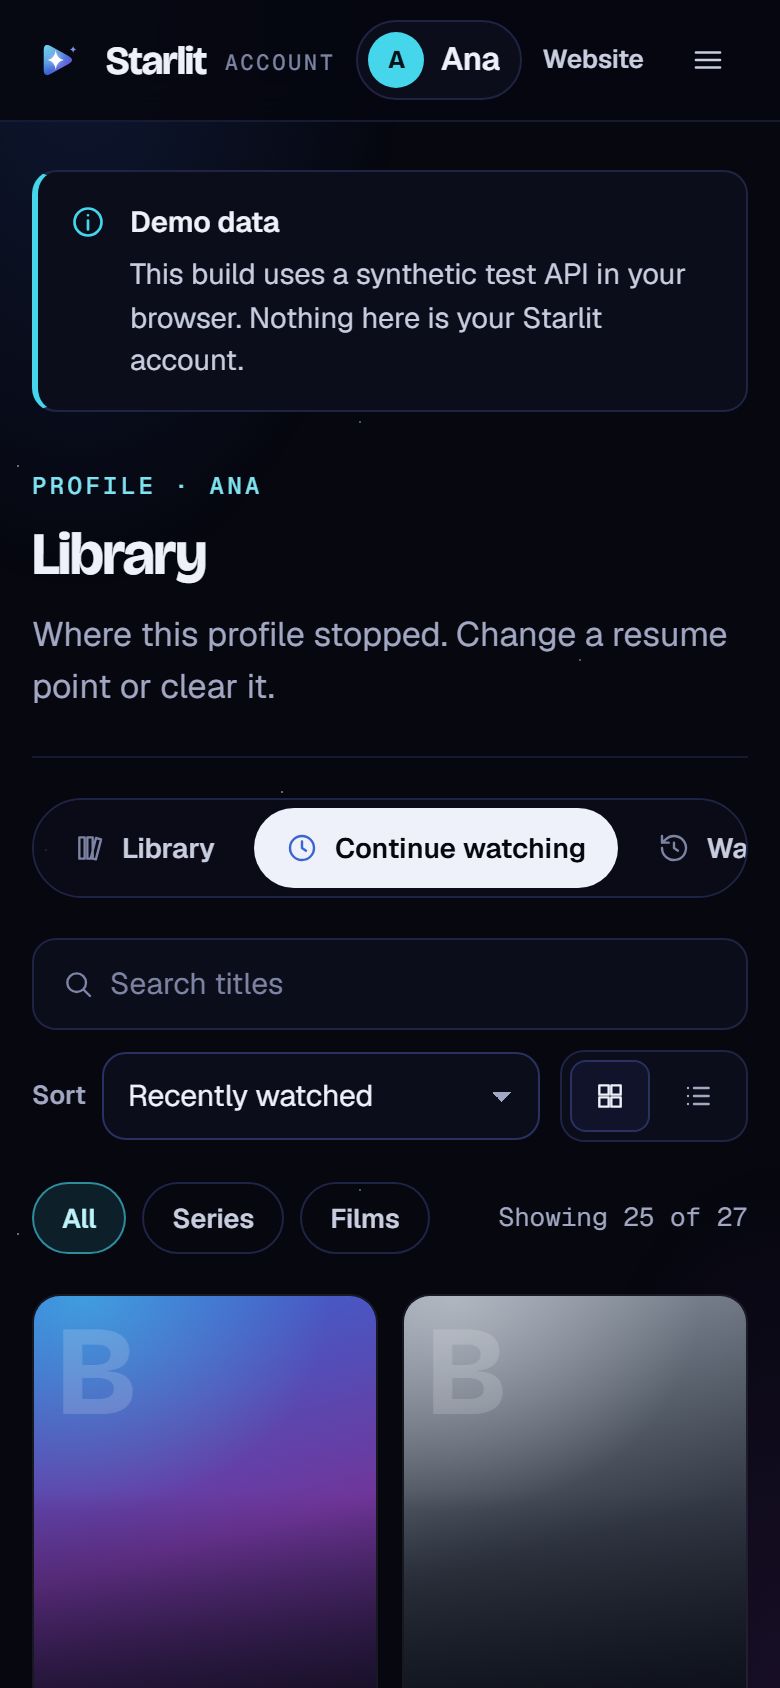 Starlit ACCOUNT A Ana Website
Demo data
This build uses a synthetic test API in your
browser. Nothing here is your Starlit
account.
PROFILE · ANA
Library
Where this profile stopped. Change a resume
point or clear it.
Library Continue watching Wa
Search titles
Sort Recently watched
All Series Films Showing 25 of 27
B B